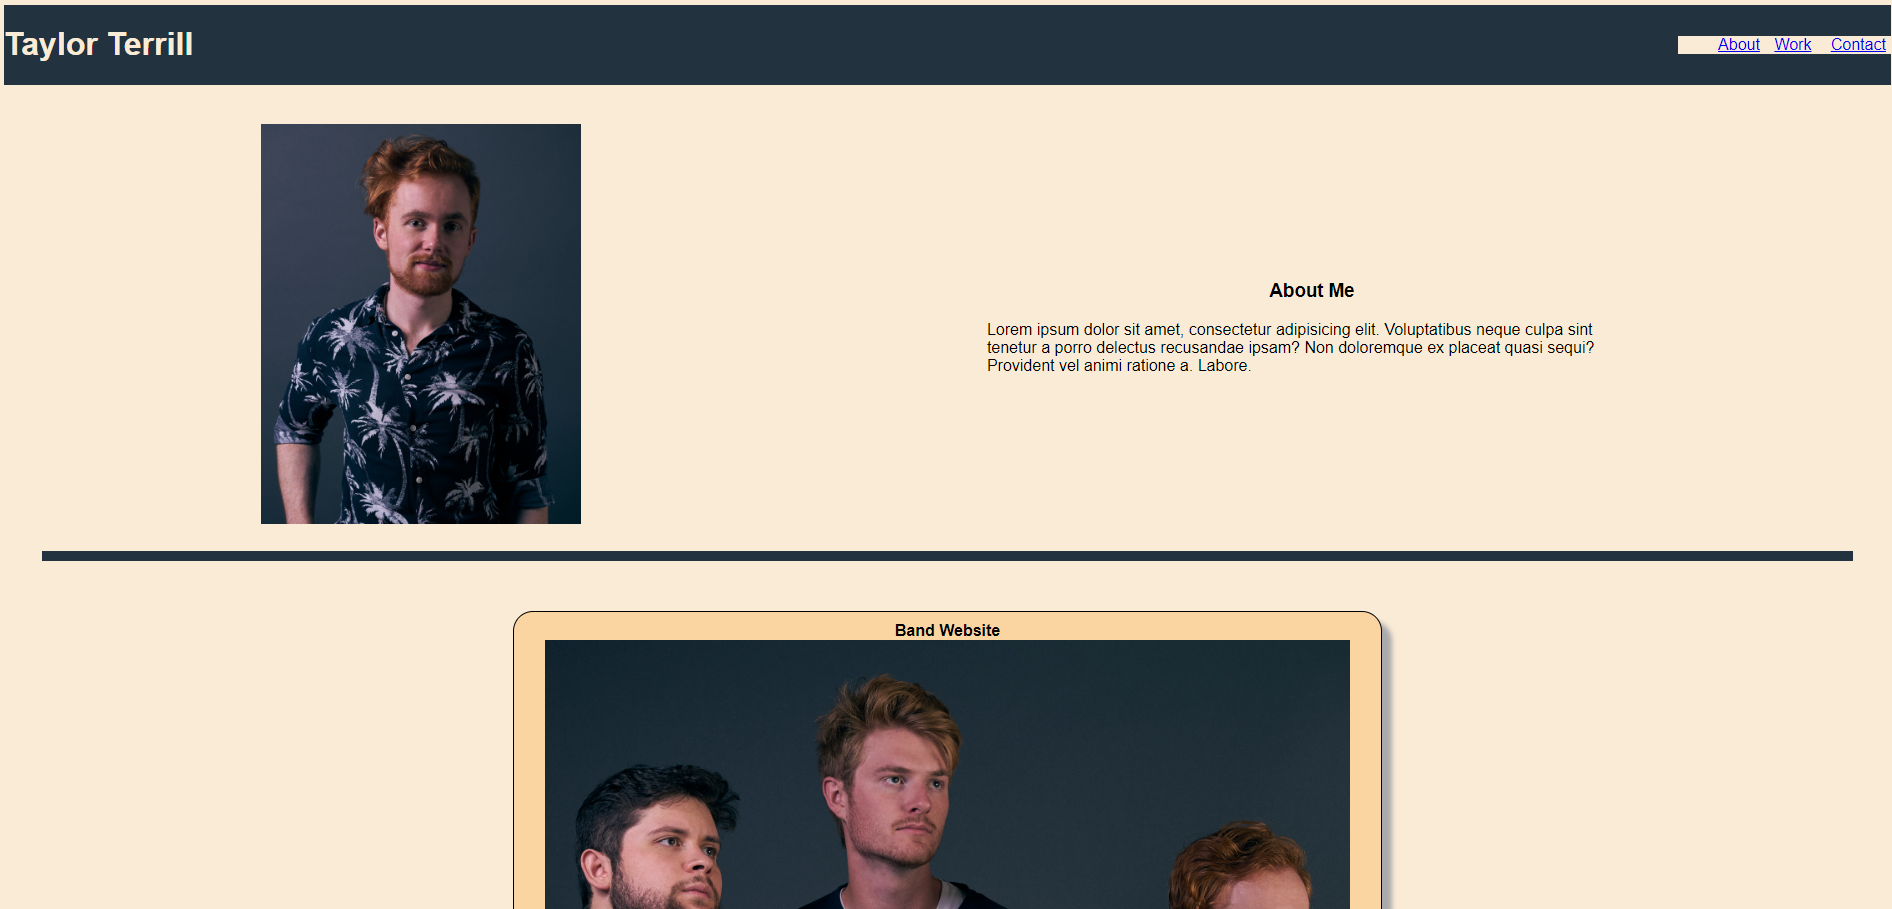 Taylor Terrill
About Work Contact
About Me
Lorem ipsum dolor sit amet, consectetur adipisicing elit. Voluptatibus neque culpa sint
tenetur a porro delectus recusandae ipsam? Non doloremque ex placeat quasi sequi?
Provident vel animi ratione a. Labore.
Band Website